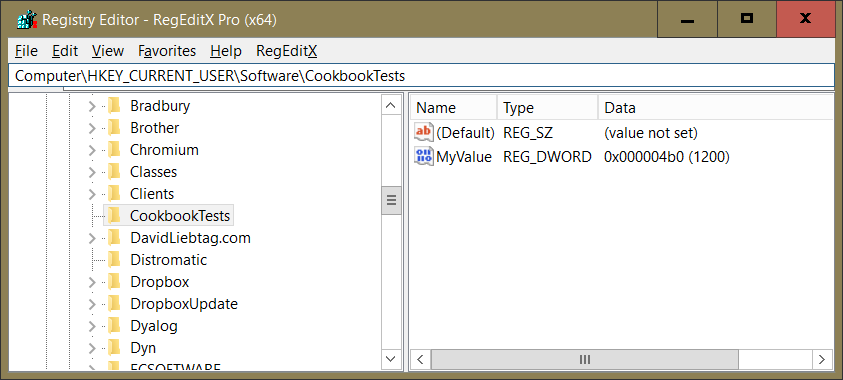 Registry Editor - RegEditX Pro (x64)
File Edit View Favorites Help RegEditX
Computer\HKEY_CURRENT_USER\Software\CookbookTests
Bradbury
Brother
Chromium
Classes
Clients
CookbookTests
DavidLiebtag.com
Distromatic
Dropbox
DropboxUpdate
Dyalog
Dyn
ECSOFTWARE
Name Type Data
(Default) REG_SZ (value not set)
MyValue REG_DWORD 0x000004b0 (1200)